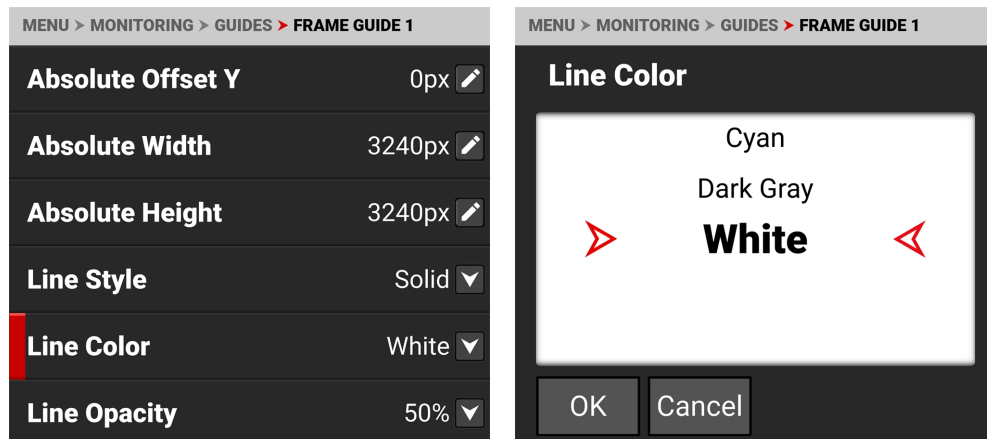 MENU > MONITORING > GUIDES > FRAME GUIDE 1
Absolute Offset Y 0px
Absolute Width 3240px
Absolute Height 3240px
Line Style Solid
Line Color White
Line Opacity 50%
MENU > MONITORING > GUIDES > FRAME GUIDE 1
Line Color
Cyan
Dark Gray
White
OK Cancel